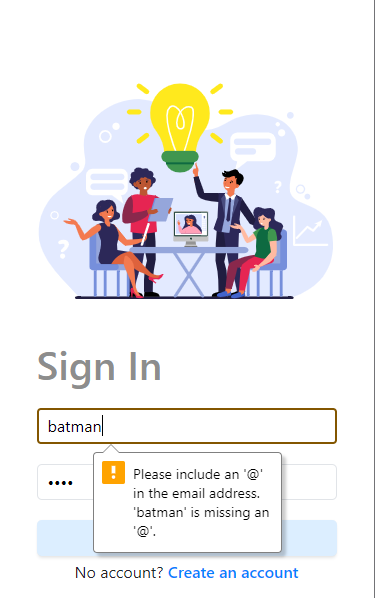 Sign In
batman
Please include an '@'
in the email address.
'batman' is missing an
'@'.
No account? Create an account